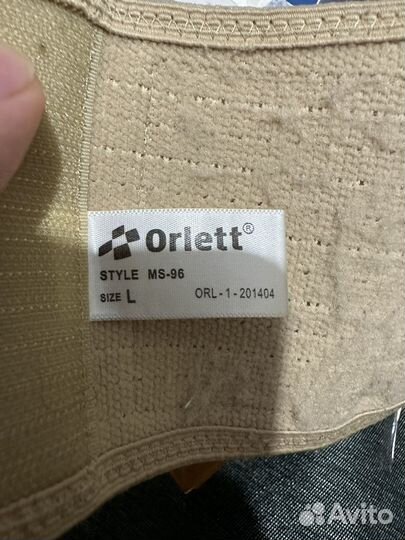 Orlett®
STYLE MS-96
SIZE L ORL-1-201404
Avito